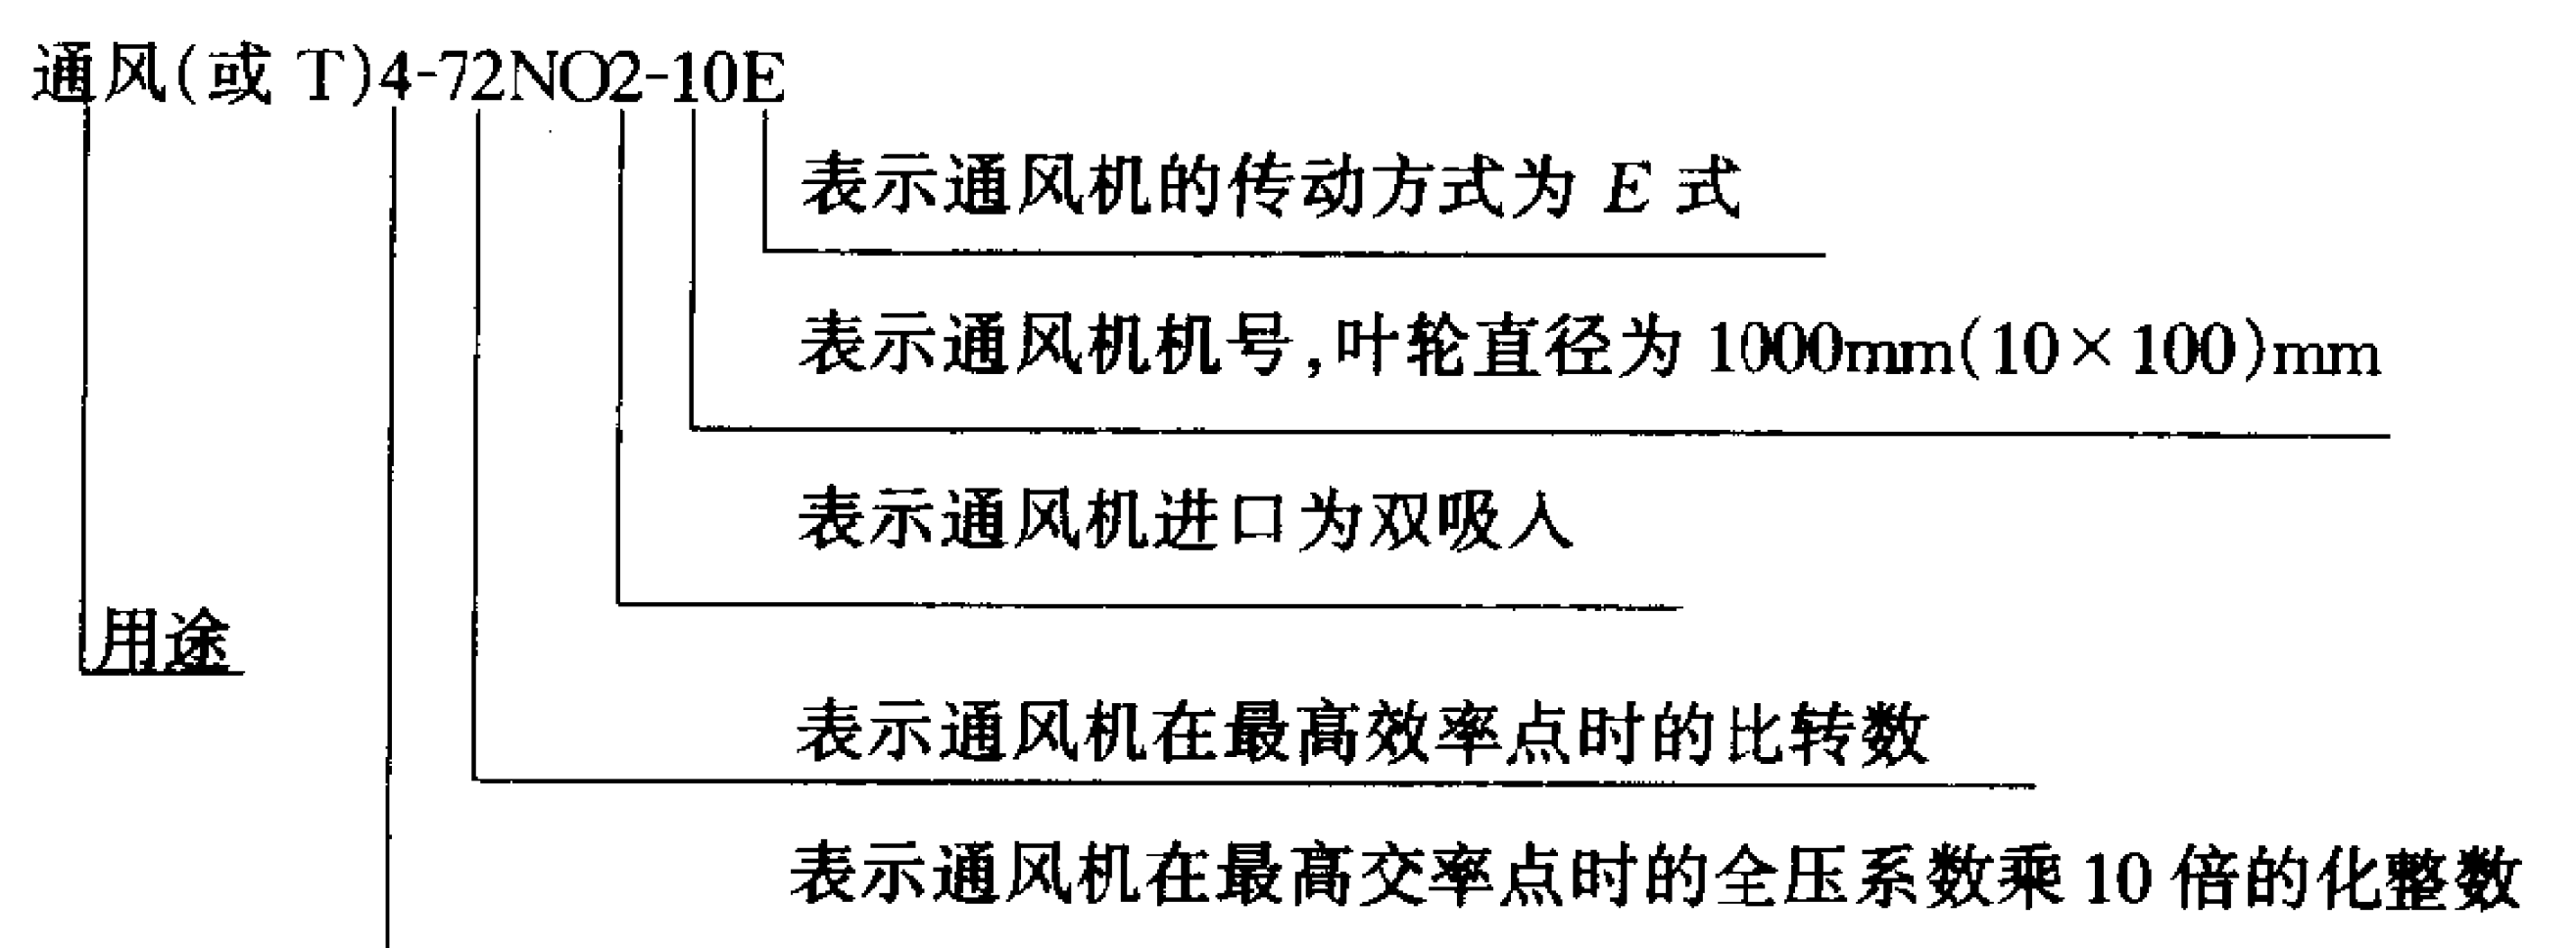 通风(或 T)4-72NO2-10E
表示通风机的传动方式为 E 式
表示通风机机号,叶轮直径为 1000mm(10×100)mm
表示通风机进口为双吸入
用途
表示通风机在最高效率点时的比转数
表示通风机在最高交率点时的全压系数乘 10 倍的化整数